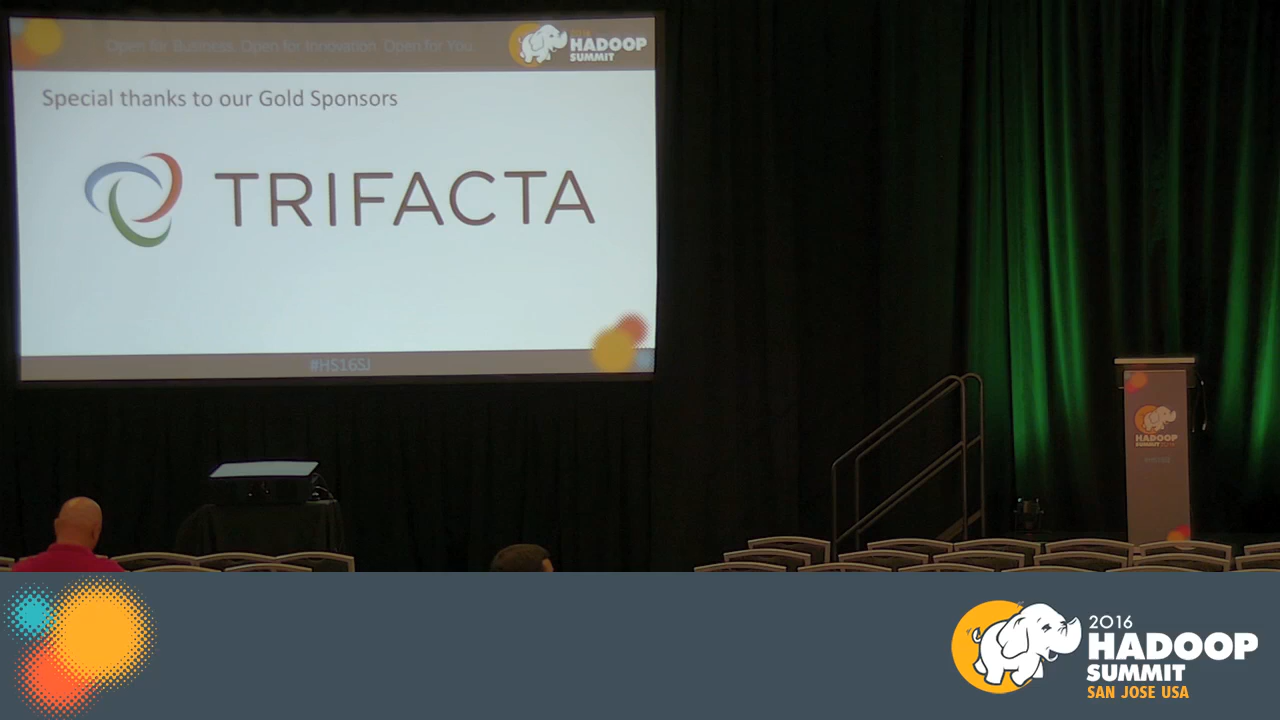 Open for Business. Open for Innovation. Open for You.
2016
HADOOP
SUMMIT
Special thanks to our Gold Sponsors
TRIFACTA
#HS16SJ
HADOOP
SUMMIT
2016
HADOOP
SUMMIT
SAN JOSE USA